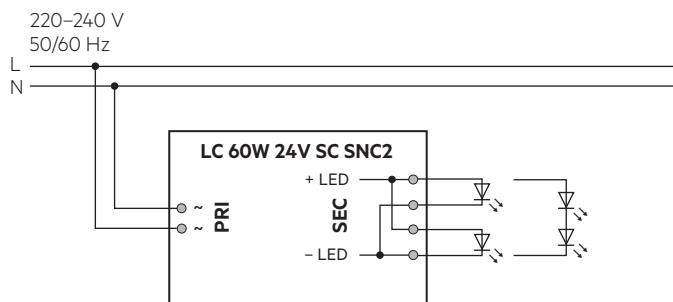 220–240 V
50/60 Hz
L
N
LC 60W 24V SC SNC2
+ LED
~
PRI
SEC
~
– LED